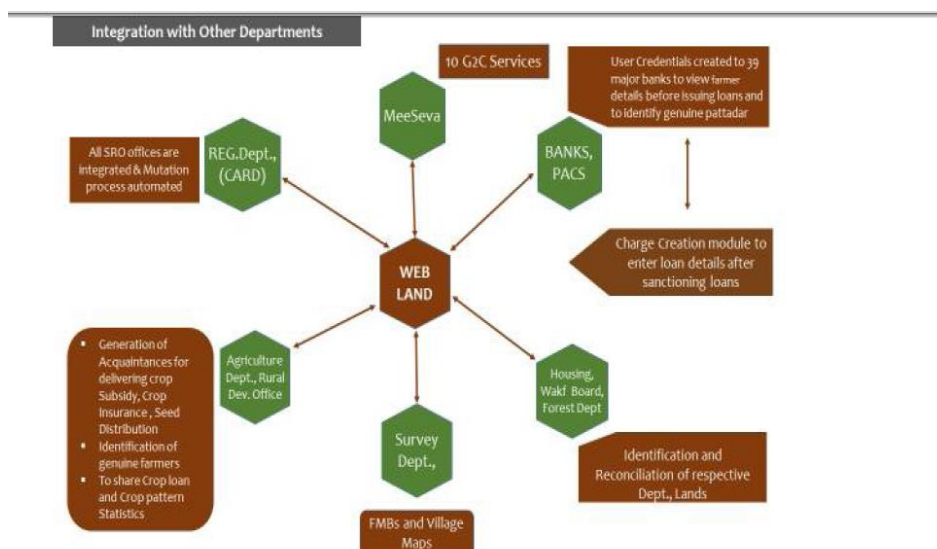 Integration with Other Departments
10 G2C Services
User Credentials created to 39
major banks to view farmer
details before issuing loans and
to identify genuine pattadar
MeeSeva
All SRO offices are
integrated & Mutation
process automated
REG.Dept.,
(CARD)
BANKS,
PACS
Charge Creation module to
enter loan details after
sanctioning loans
WEB
LAND
▪ Generation of
Acquaintances for
delivering crop
Subsidy, Crop
Insurance , Seed
Distribution
▪ Identification of
genuine farmers
▪ To share Crop loan
and Crop pattern
Statistics
Agriculture
Dept., Rural
Dev. Office
Housing,
Wakf Board,
Forest Dept
Survey
Dept.,
Identification and
Reconciliation of respective
Dept., Lands
FMBs and Village
Maps